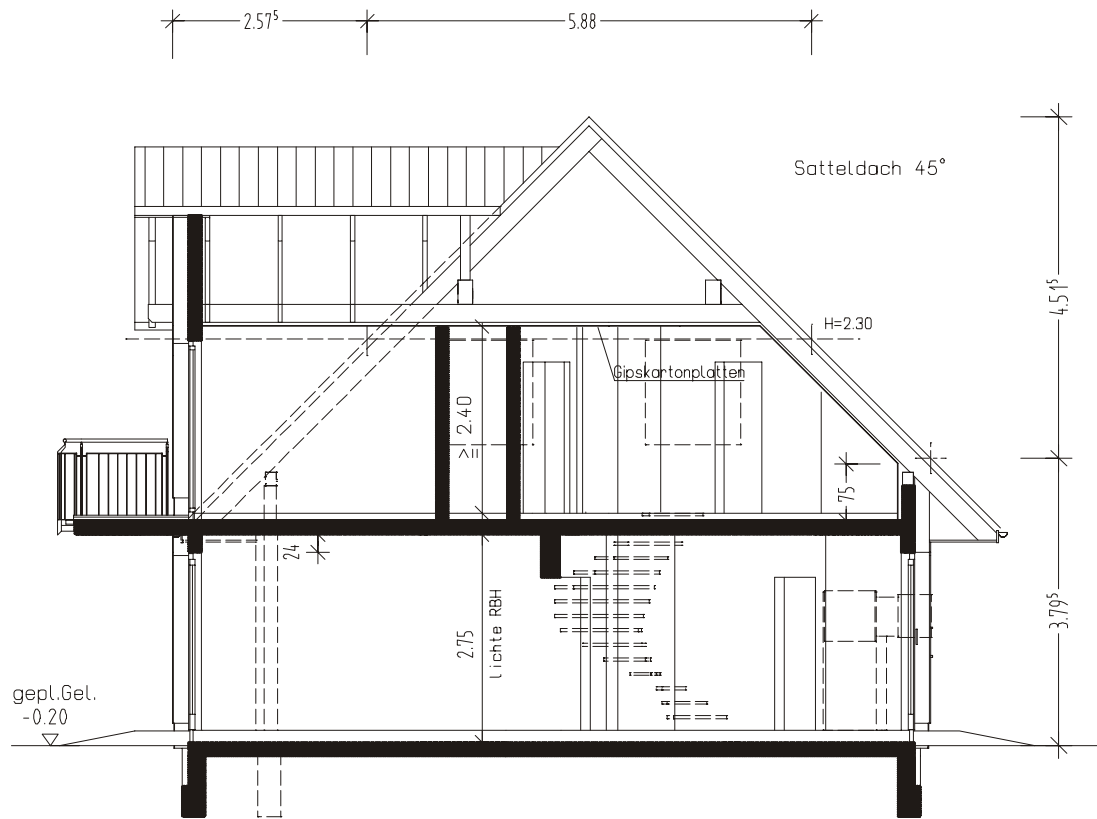 2.57⁵
5.88
Satteldach 45°
4.51⁵
H=2.30
Gipskartonplatten
>= 2.40
75
24
2.75
lichte RBH
3.79⁵
gepl.Gel.
-0.20